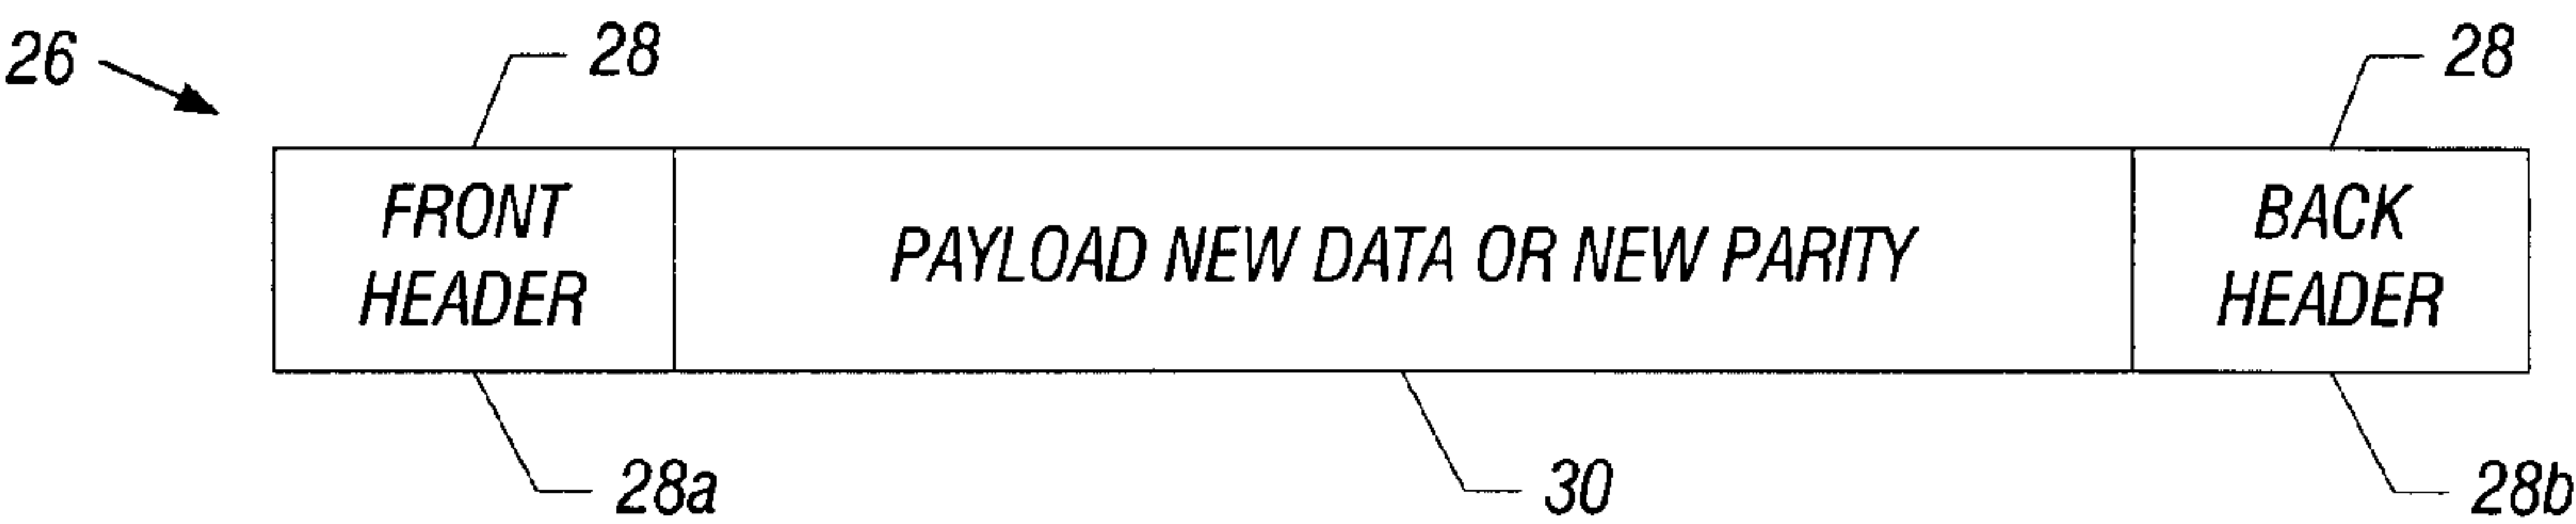 26
28
28
FRONT
HEADER
PAYLOAD NEW DATA OR NEW PARITY
BACK
HEADER
28a
30
28b